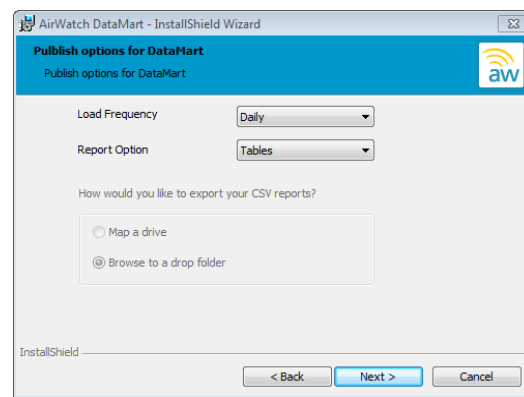 AirWatch DataMart - InstallShield Wizard
Pulblish options for DataMart
Publish options for DataMart
aw
Load Frequency
Daily
Report Option
Tables
How would you like to export your CSV reports?
Map a drive
Browse to a drop folder
InstallShield
< Back
Next >
Cancel